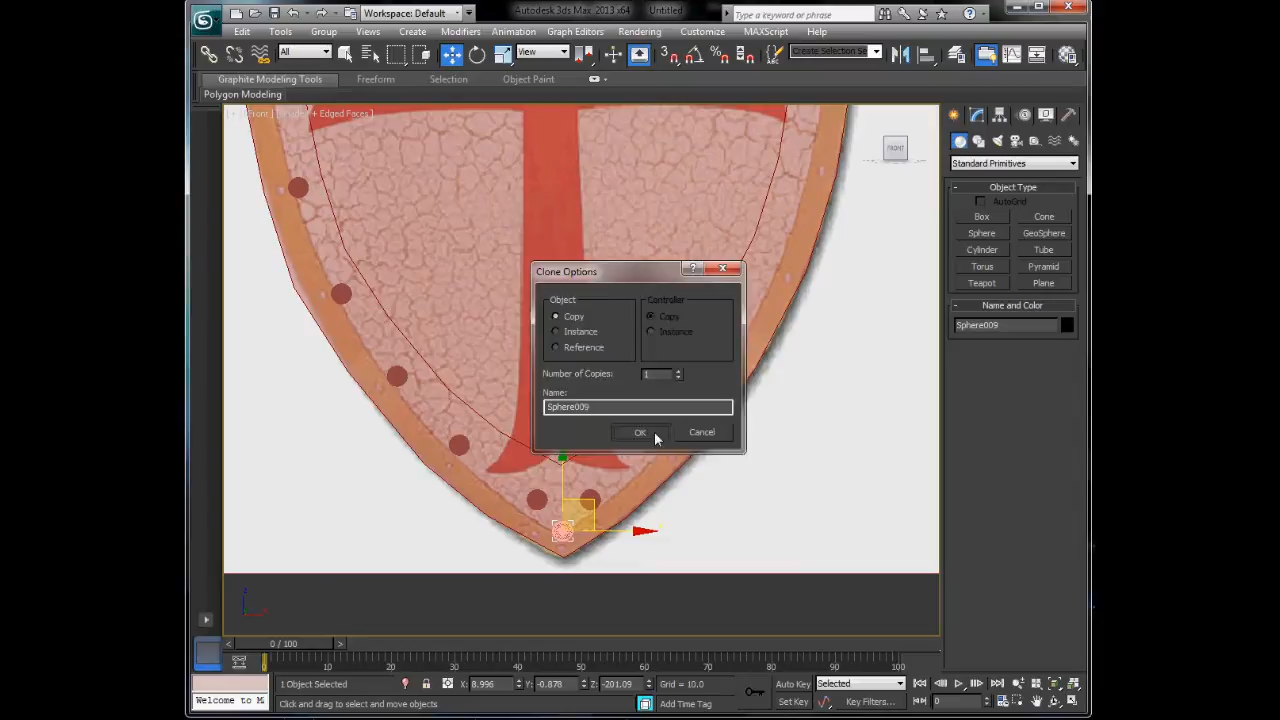 Workspace: Default
Autodesk 3ds Max 2013 x64
Untitled
Type a keyword or phrase
Edit Tools Group Views Create Modifiers Animation Graph Editors Rendering Customize MAXScript Help
All
View
Create Selection Se
Graphite Modeling Tools Freeform Selection Object Paint
Polygon Modeling
+ Edged Faces ]
FRONT
Standard Primitives
- Object Type
AutoGrid
Box Cone
Sphere GeoSphere
Cylinder Tube
Torus Pyramid
Teapot Plane
- Name and Color
Sphere009
Clone Options
Object
Copy
Instance
Reference
Controller
Copy
Instance
Number of Copies: 1
Name:
Sphere009
OK Cancel
0 / 100
10 20 30 40 50 60 70 80 90 100
Welcome to M
1 Object Selected
Click and drag to select and move objects
X: 8.996 Y: -0.878 Z: -201.09 Grid = 10.0
Add Time Tag
Auto Key Selected
Set Key Key Filters...
0